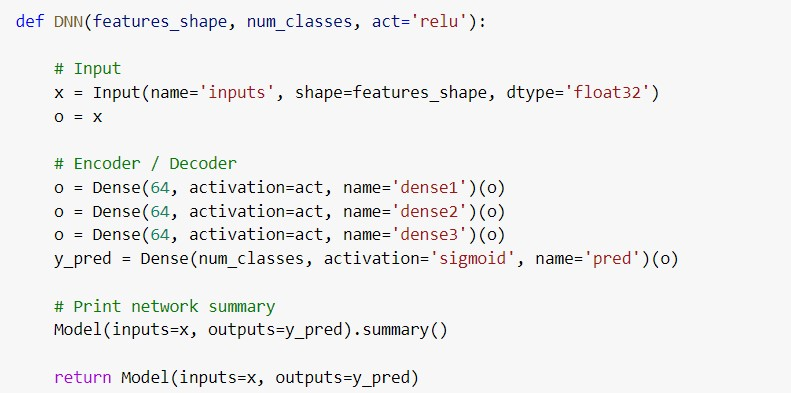 def DNN(features_shape, num_classes, act='relu'):
# Input
x = Input(name='inputs', shape=features_shape, dtype='float32')
o = x
# Encoder / Decoder
o = Dense(64, activation=act, name='dense1')(o)
o = Dense(64, activation=act, name='dense2')(o)
o = Dense(64, activation=act, name='dense3')(o)
y_pred = Dense(num_classes, activation='sigmoid', name='pred')(o)
# Print network summary
Model(inputs=x, outputs=y_pred).summary()
return Model(inputs=x, outputs=y_pred)